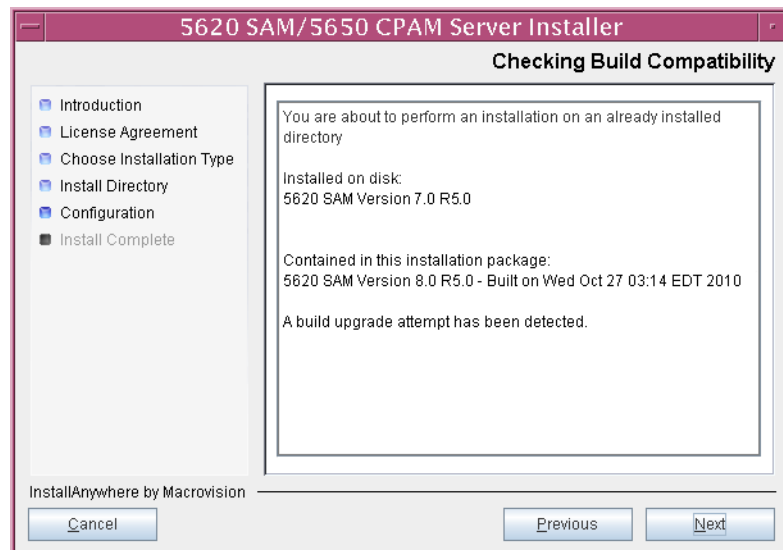 5620 SAM/5650 CPAM Server Installer
Checking Build Compatibility
Introduction
License Agreement
Choose Installation Type
Install Directory
Configuration
Install Complete
You are about to perform an installation on an already installed
directory
Installed on disk:
5620 SAM Version 7.0 R5.0
Contained in this installation package:
5620 SAM Version 8.0 R5.0 - Built on Wed Oct 27 03:14 EDT 2010
A build upgrade attempt has been detected.
InstallAnywhere by Macrovision
Cancel
Previous
Next